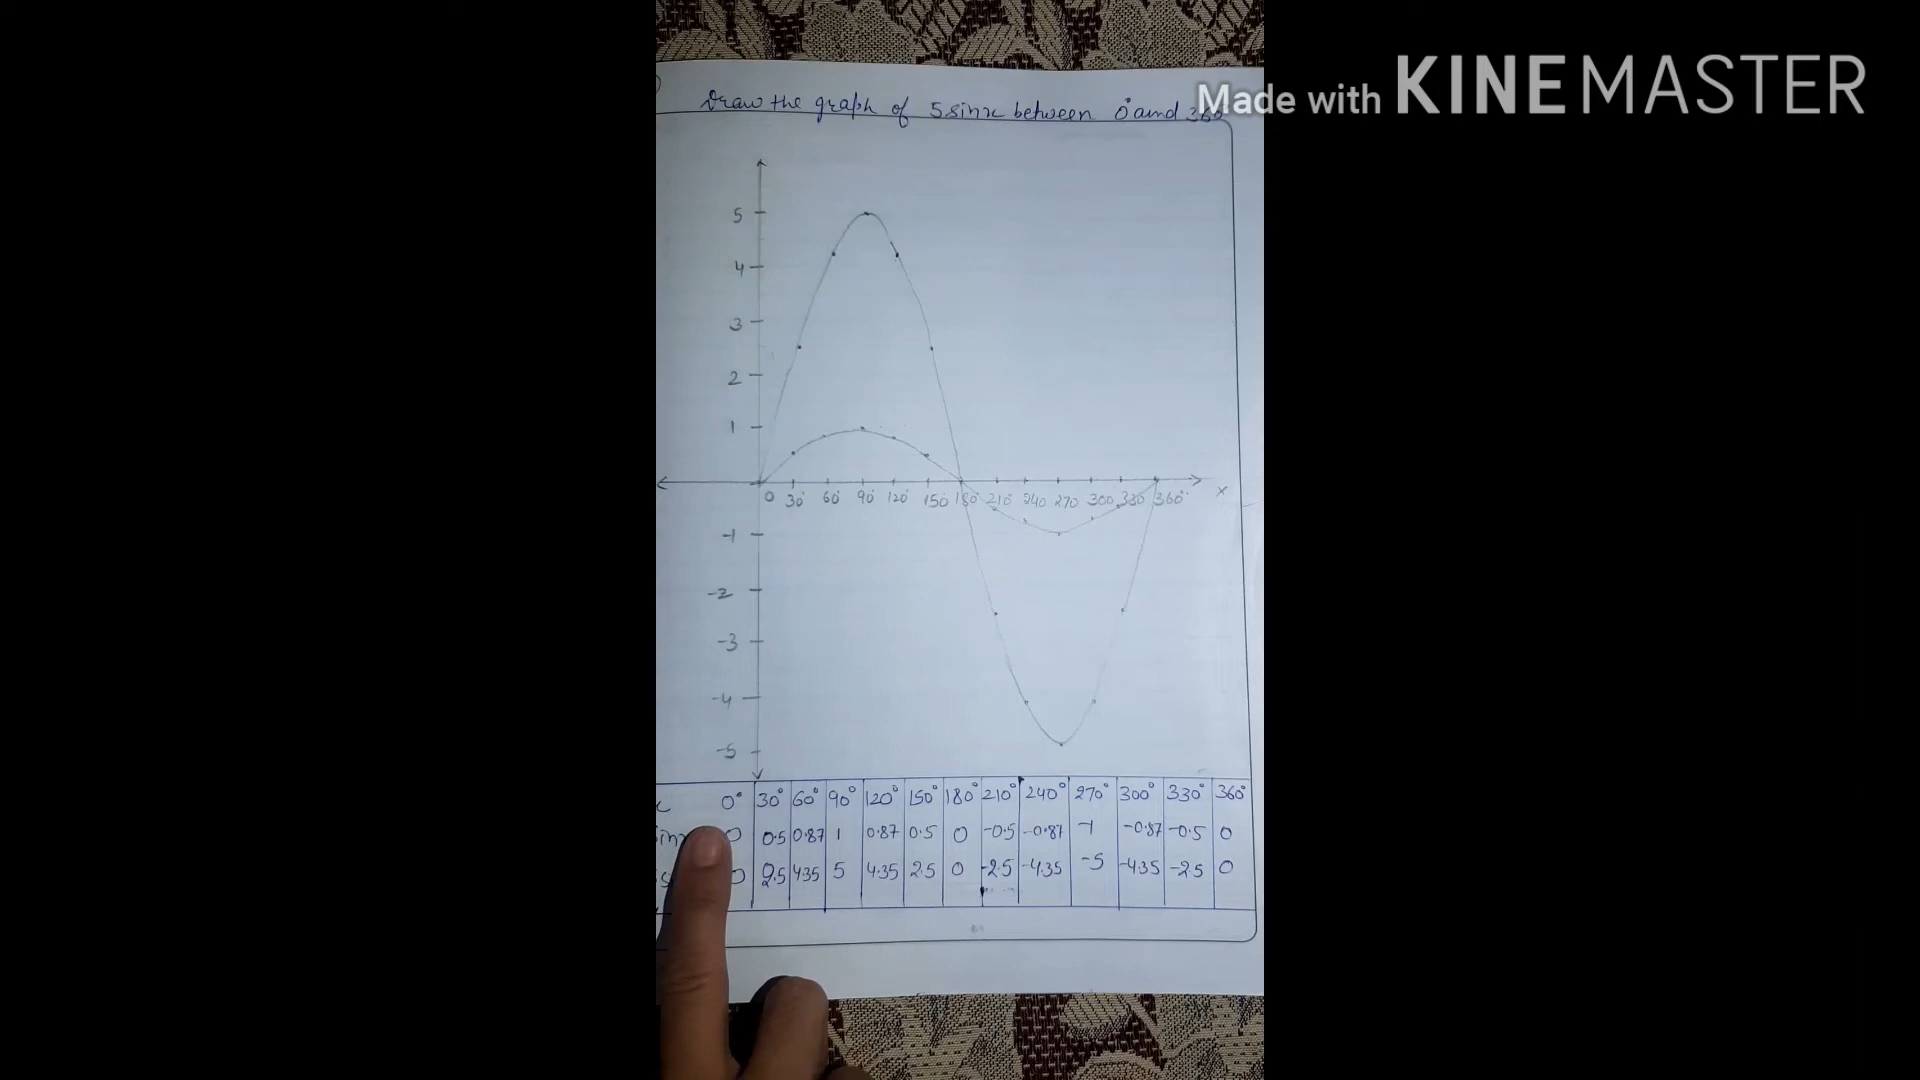 Draw the graph of 5 sinx between 0° and 360°
Made with KINEMASTER
5
4
3
2
1
0 30° 60° 90° 120° 150° 180° 210° 240 270 300 330 360° x
-1
-2
-3
-4
-5
0° 30° 60° 90° 120° 150° 180° 210° 240° 270° 300° 330° 360°
0 0.5 0.87 1 0.87 0.5 0 -0.5 -0.87 -1 -0.87 -0.5 0
0 2.5 4.35 5 4.35 2.5 0 -2.5 -4.35 -5 -4.35 -2.5 0